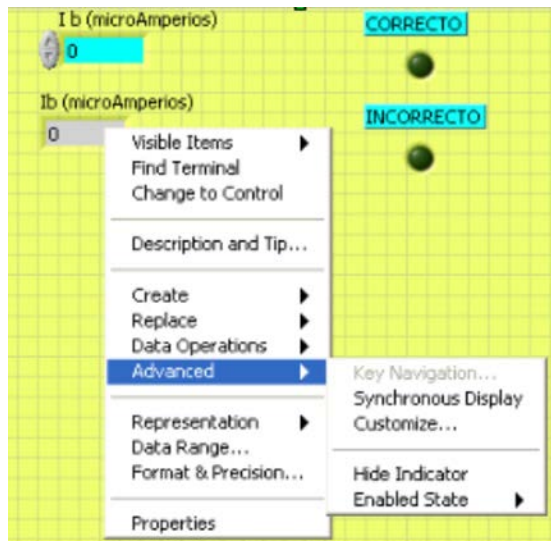 I b (microAmperios)
0
CORRECTO
Ib (microAmperios)
0
INCORRECTO
Visible Items
Find Terminal
Change to Control
Description and Tip...
Create
Replace
Data Operations
Advanced
Representation
Data Range...
Format & Precision...
Properties
Key Navigation...
Synchronous Display
Customize...
Hide Indicator
Enabled State